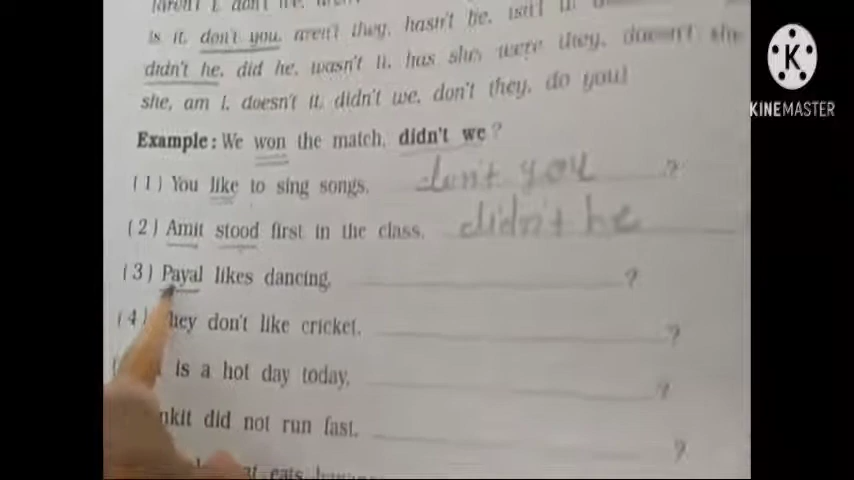 is it, don't you, aren't they, hasn't he, isn't it
didn't he, did he, wasn't it, has she, were they, doesn't she
she, am I, doesn't it, didn't we, don't they, do you)
Example: We won the match, didn't we?
(1) You like to sing songs, don't you ?
(2) Amit stood first in the class, didn't he
(3) Payal likes dancing, ?
(4) hey don't like cricket, ?
is a hot day today, ?
nkit did not run fast, ?
eats
K
KINEMASTER